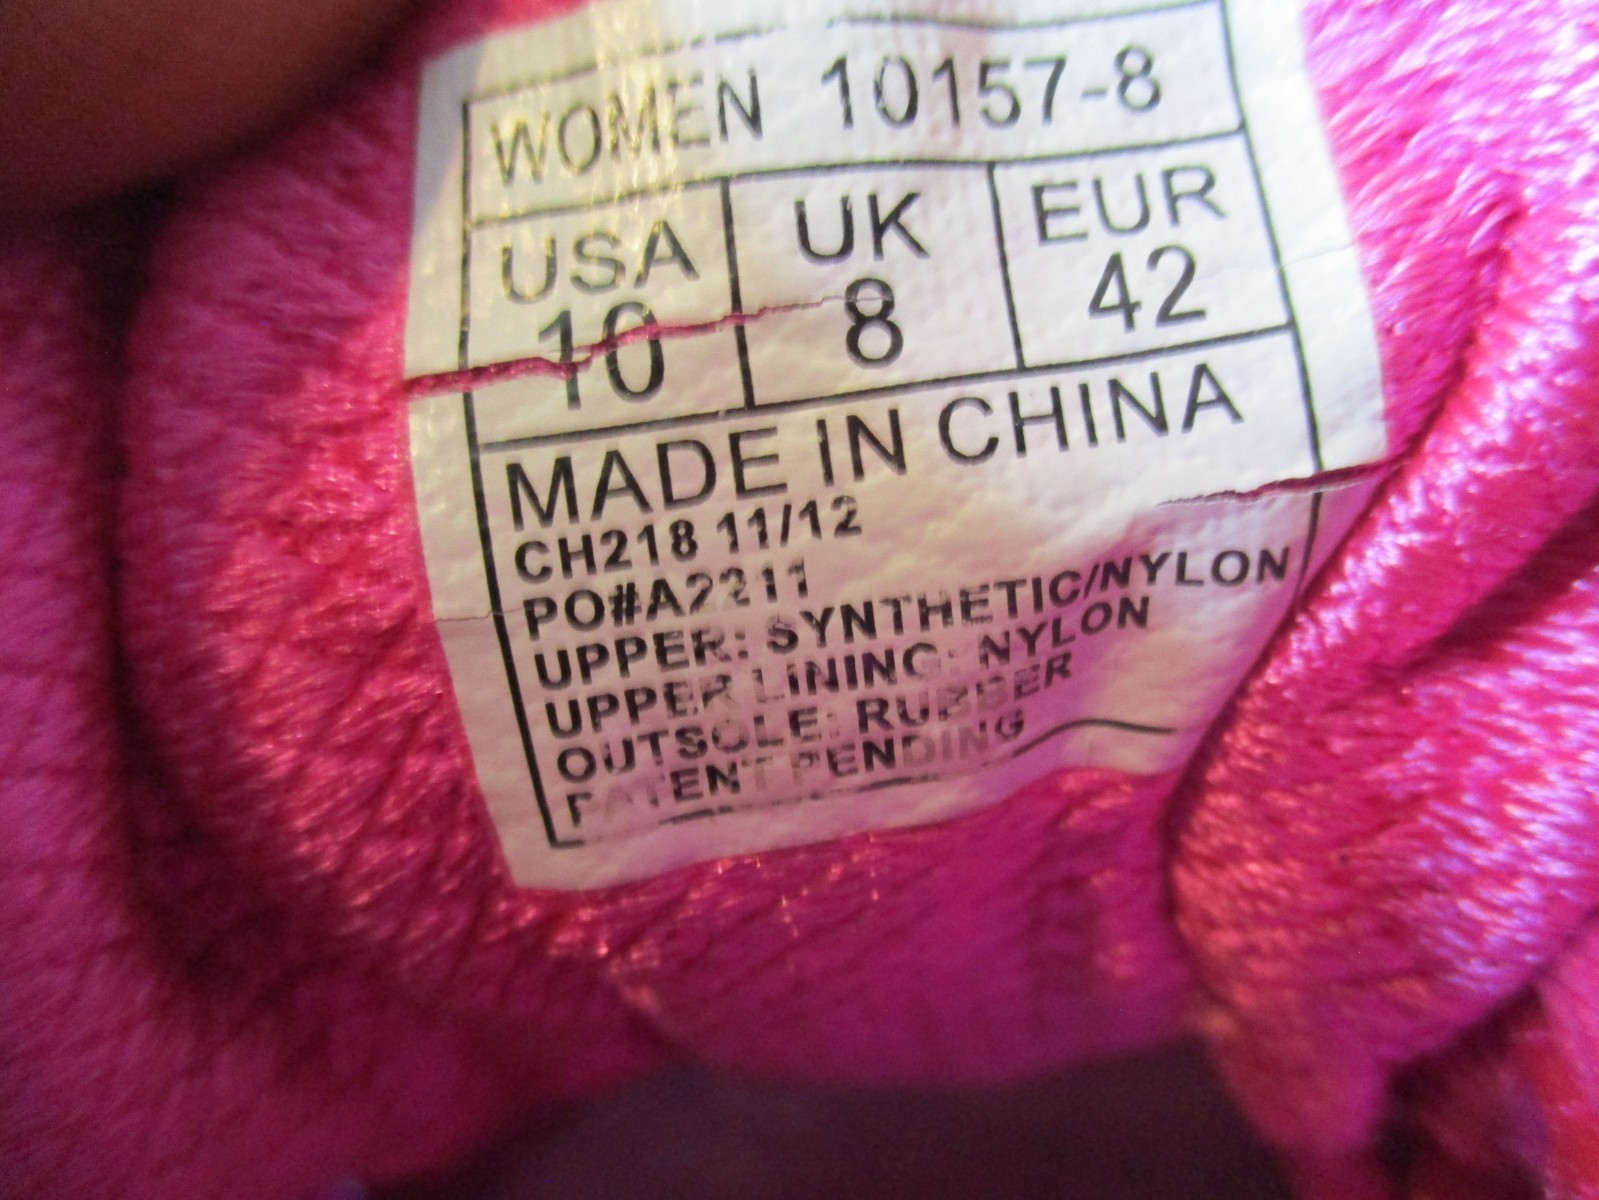 WOMEN 10157-8
USA UK EUR
10 8 42
MADE IN CHINA
CH218 11/12
PO#A2211
UPPER: SYNTHETIC/NYLON
UPPER LINING: NYLON
OUTSOLE: RUBBER
PATENT PENDING